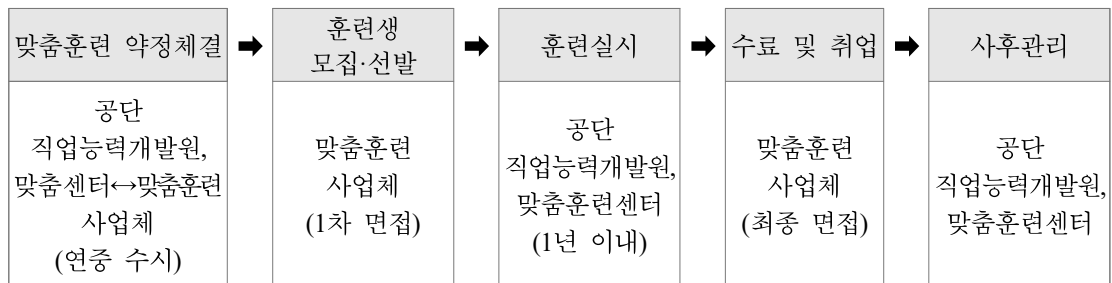 맞춤훈련 약정체결
➡
훈련생
모집·선발
➡
훈련실시
➡
수료 및 취업
➡
사후관리
공단
직업능력개발원,
맞춤센터↔맞춤훈련
사업체
(연중 수시)
맞춤훈련
사업체
(1차 면접)
공단
직업능력개발원,
맞춤훈련센터
(1년 이내)
맞춤훈련
사업체
(최종 면접)
공단
직업능력개발원,
맞춤훈련센터